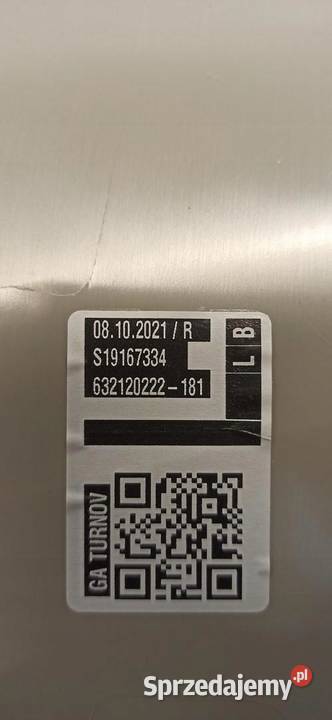 08.10.2021 / R
S19167334
632120222-181
L B
GA TURNOV
Sprzedajemy.pl